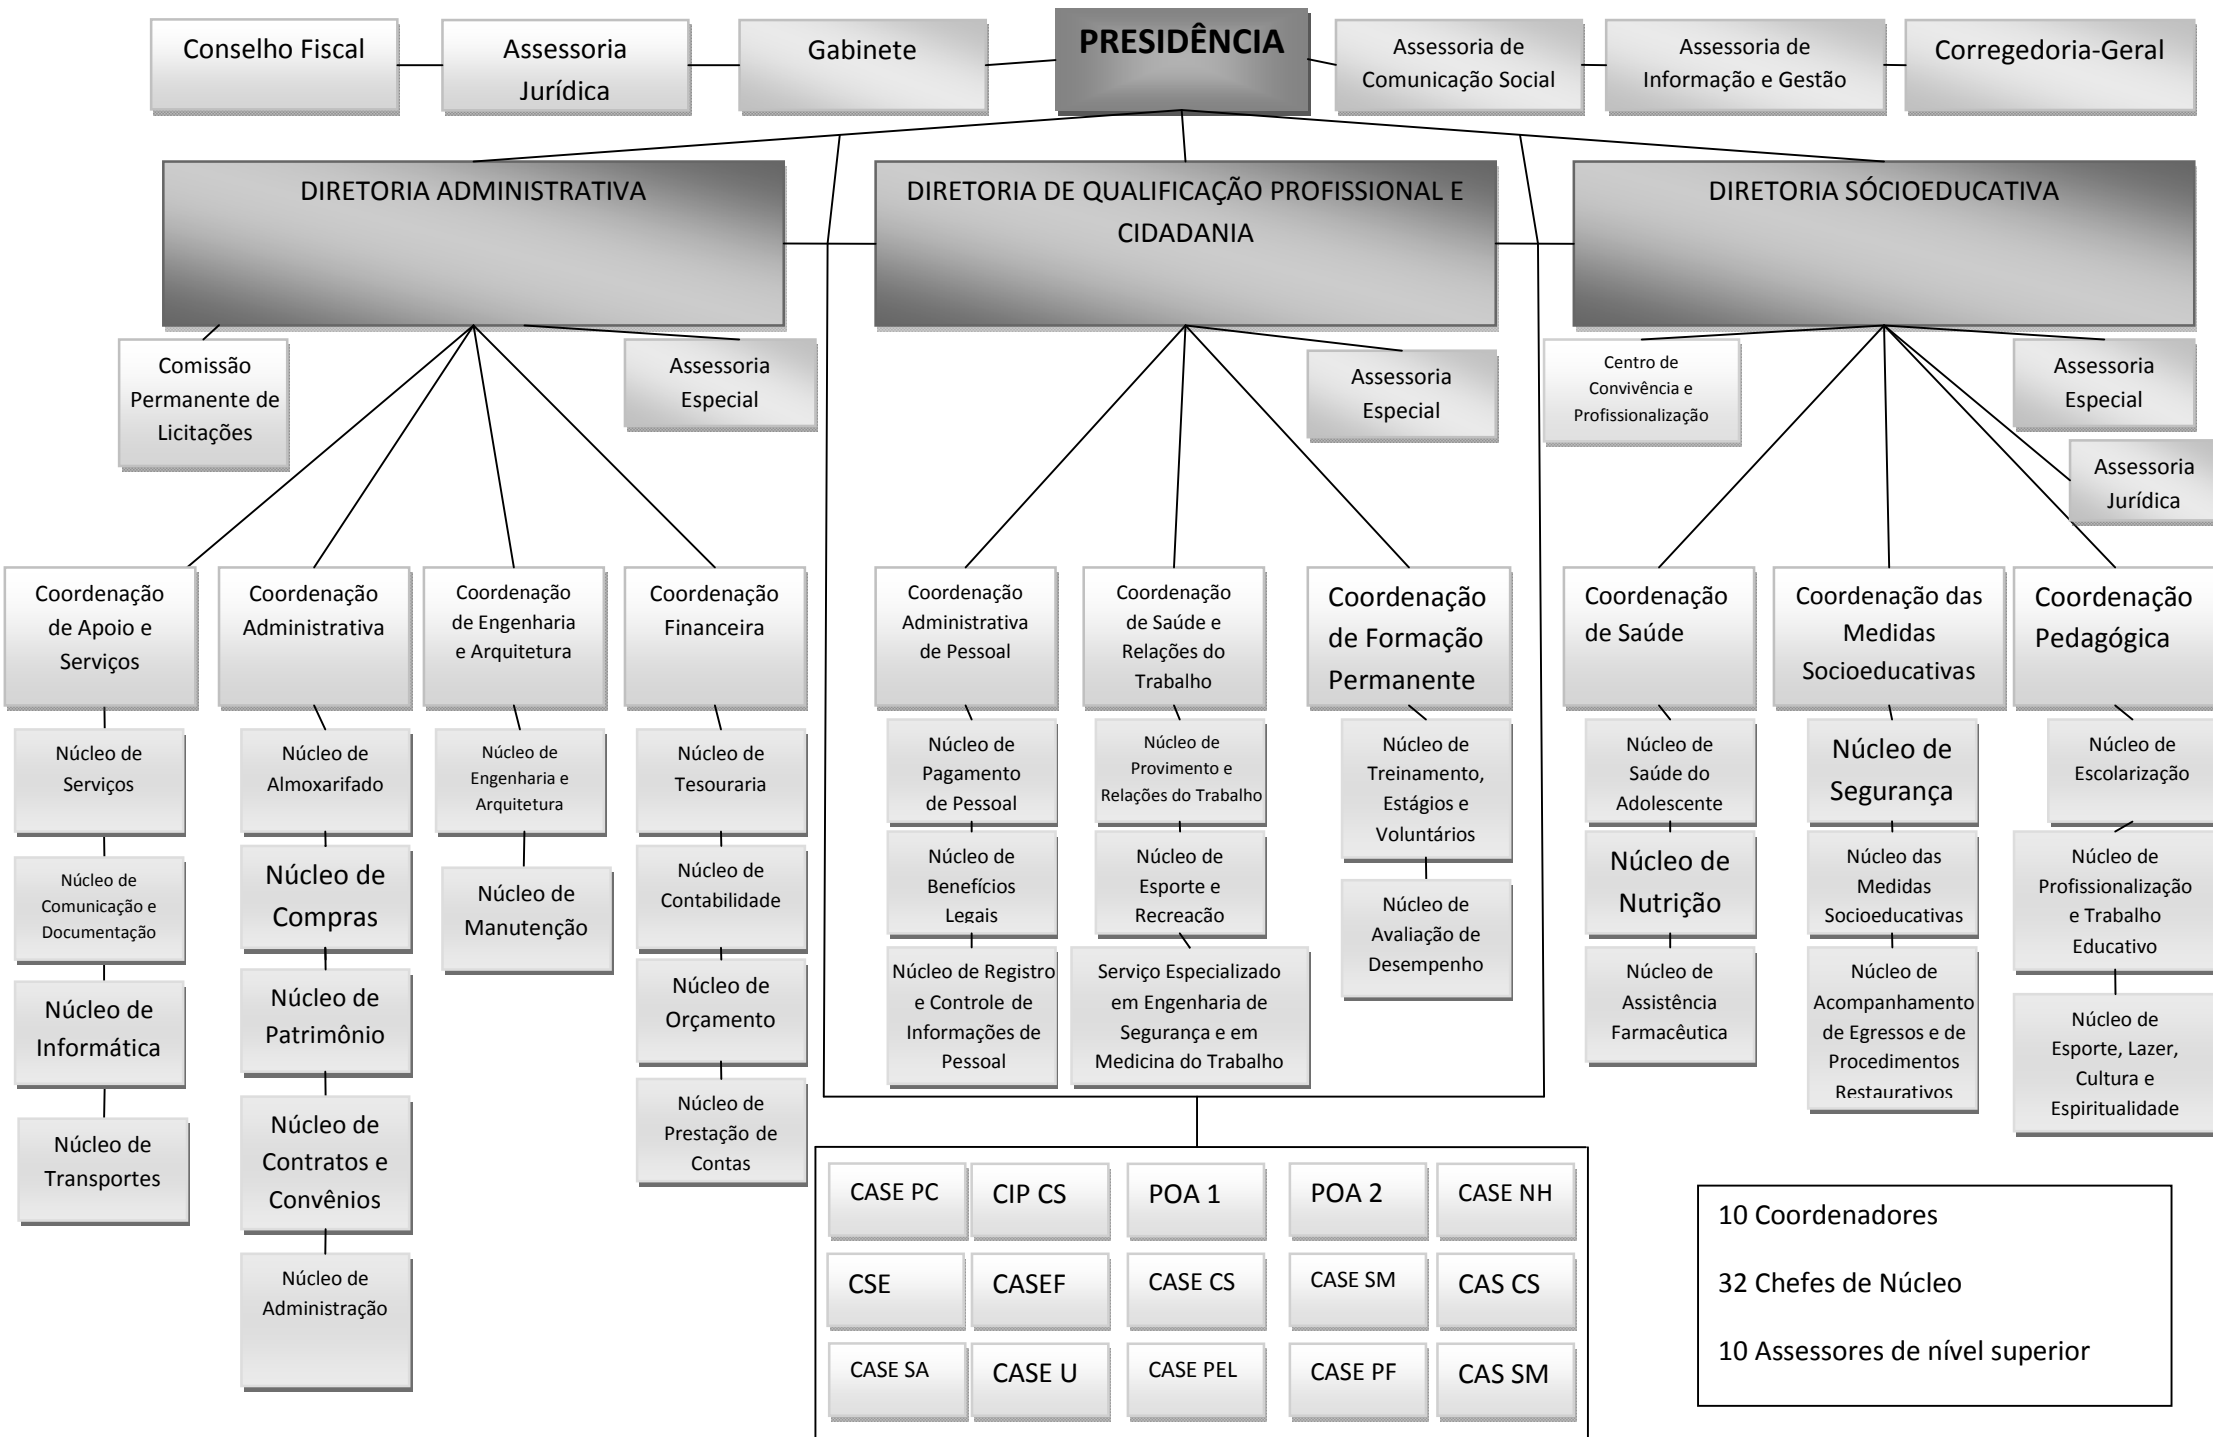 Conselho Fiscal
Assessoria
Jurídica
Gabinete
PRESIDÊNCIA
Assessoria de
Comunicação Social
Assessoria de
Informação e Gestão
Corregedoria-Geral
DIRETORIA ADMINISTRATIVA
DIRETORIA DE QUALIFICAÇÃO PROFISSIONAL E
CIDADANIA
DIRETORIA SÓCIOEDUCATIVA
Comissão
Permanente de
Licitações
Assessoria
Especial
Assessoria
Especial
Centro de
Convivência e
Profissionalização
Assessoria
Especial
Assessoria
Jurídica
Coordenação
de Apoio e
Serviços
Coordenação
Administrativa
Coordenação
de Engenharia
e Arquitetura
Coordenação
Financeira
Coordenação
Administrativa
de Pessoal
Coordenação
de Saúde e
Relações do
Trabalho
Coordenação
de Formação
Permanente
Coordenação
de Saúde
Coordenação das
Medidas
Socioeducativas
Coordenação
Pedagógica
Núcleo de
Serviços
Núcleo de
Comunicação e
Documentação
Núcleo de
Informática
Núcleo de
Transportes
Núcleo de
Almoxarifado
Núcleo de
Compras
Núcleo de
Patrimônio
Núcleo de
Contratos e
Convênios
Núcleo de
Administração
Núcleo de
Engenharia e
Arquitetura
Núcleo de
Manutenção
Núcleo de
Tesouraria
Núcleo de
Contabilidade
Núcleo de
Orçamento
Núcleo de
Prestação de
Contas
Núcleo de
Pagamento
de Pessoal
Núcleo de
Benefícios
Legais
Núcleo de Registro
e Controle de
Informações de
Pessoal
Núcleo de
Provimento e
Relações do Trabalho
Núcleo de
Esporte e
Recreação
Serviço Especializado
em Engenharia de
Segurança e em
Medicina do Trabalho
Núcleo de
Treinamento,
Estágios e
Voluntários
Núcleo de
Avaliação de
Desempenho
Núcleo de
Saúde do
Adolescente
Núcleo de
Nutrição
Núcleo de
Assistência
Farmacêutica
Núcleo de
Segurança
Núcleo das
Medidas
Socioeducativas
Núcleo de
Acompanhamento
de Egressos e de
Procedimentos
Restaurativos
Núcleo de
Escolarização
Núcleo de
Profissionalização
e Trabalho
Educativo
Núcleo de
Esporte, Lazer,
Cultura e
Espiritualidade
CASE PC
CIP CS
POA 1
POA 2
CASE NH
CSE
CASEF
CASE CS
CASE SM
CAS CS
CASE SA
CASE U
CASE PEL
CASE PF
CAS SM
10 Coordenadores
32 Chefes de Núcleo
10 Assessores de nível superior